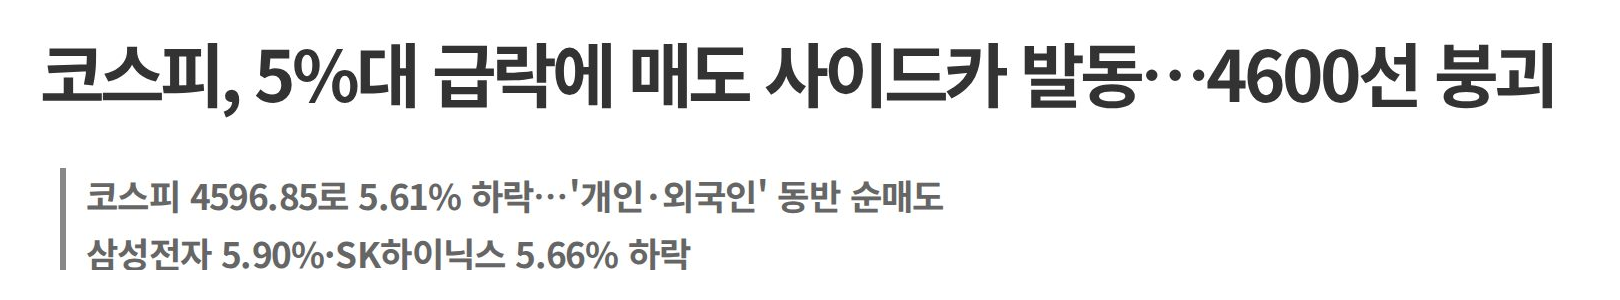 코스피, 5%대 급락에 매도 사이드카 발동…4600선 붕괴
코스피 4596.85로 5.61% 하락…'개인·외국인' 동반 순매도
삼성전자 5.90%·SK하이닉스 5.66% 하락